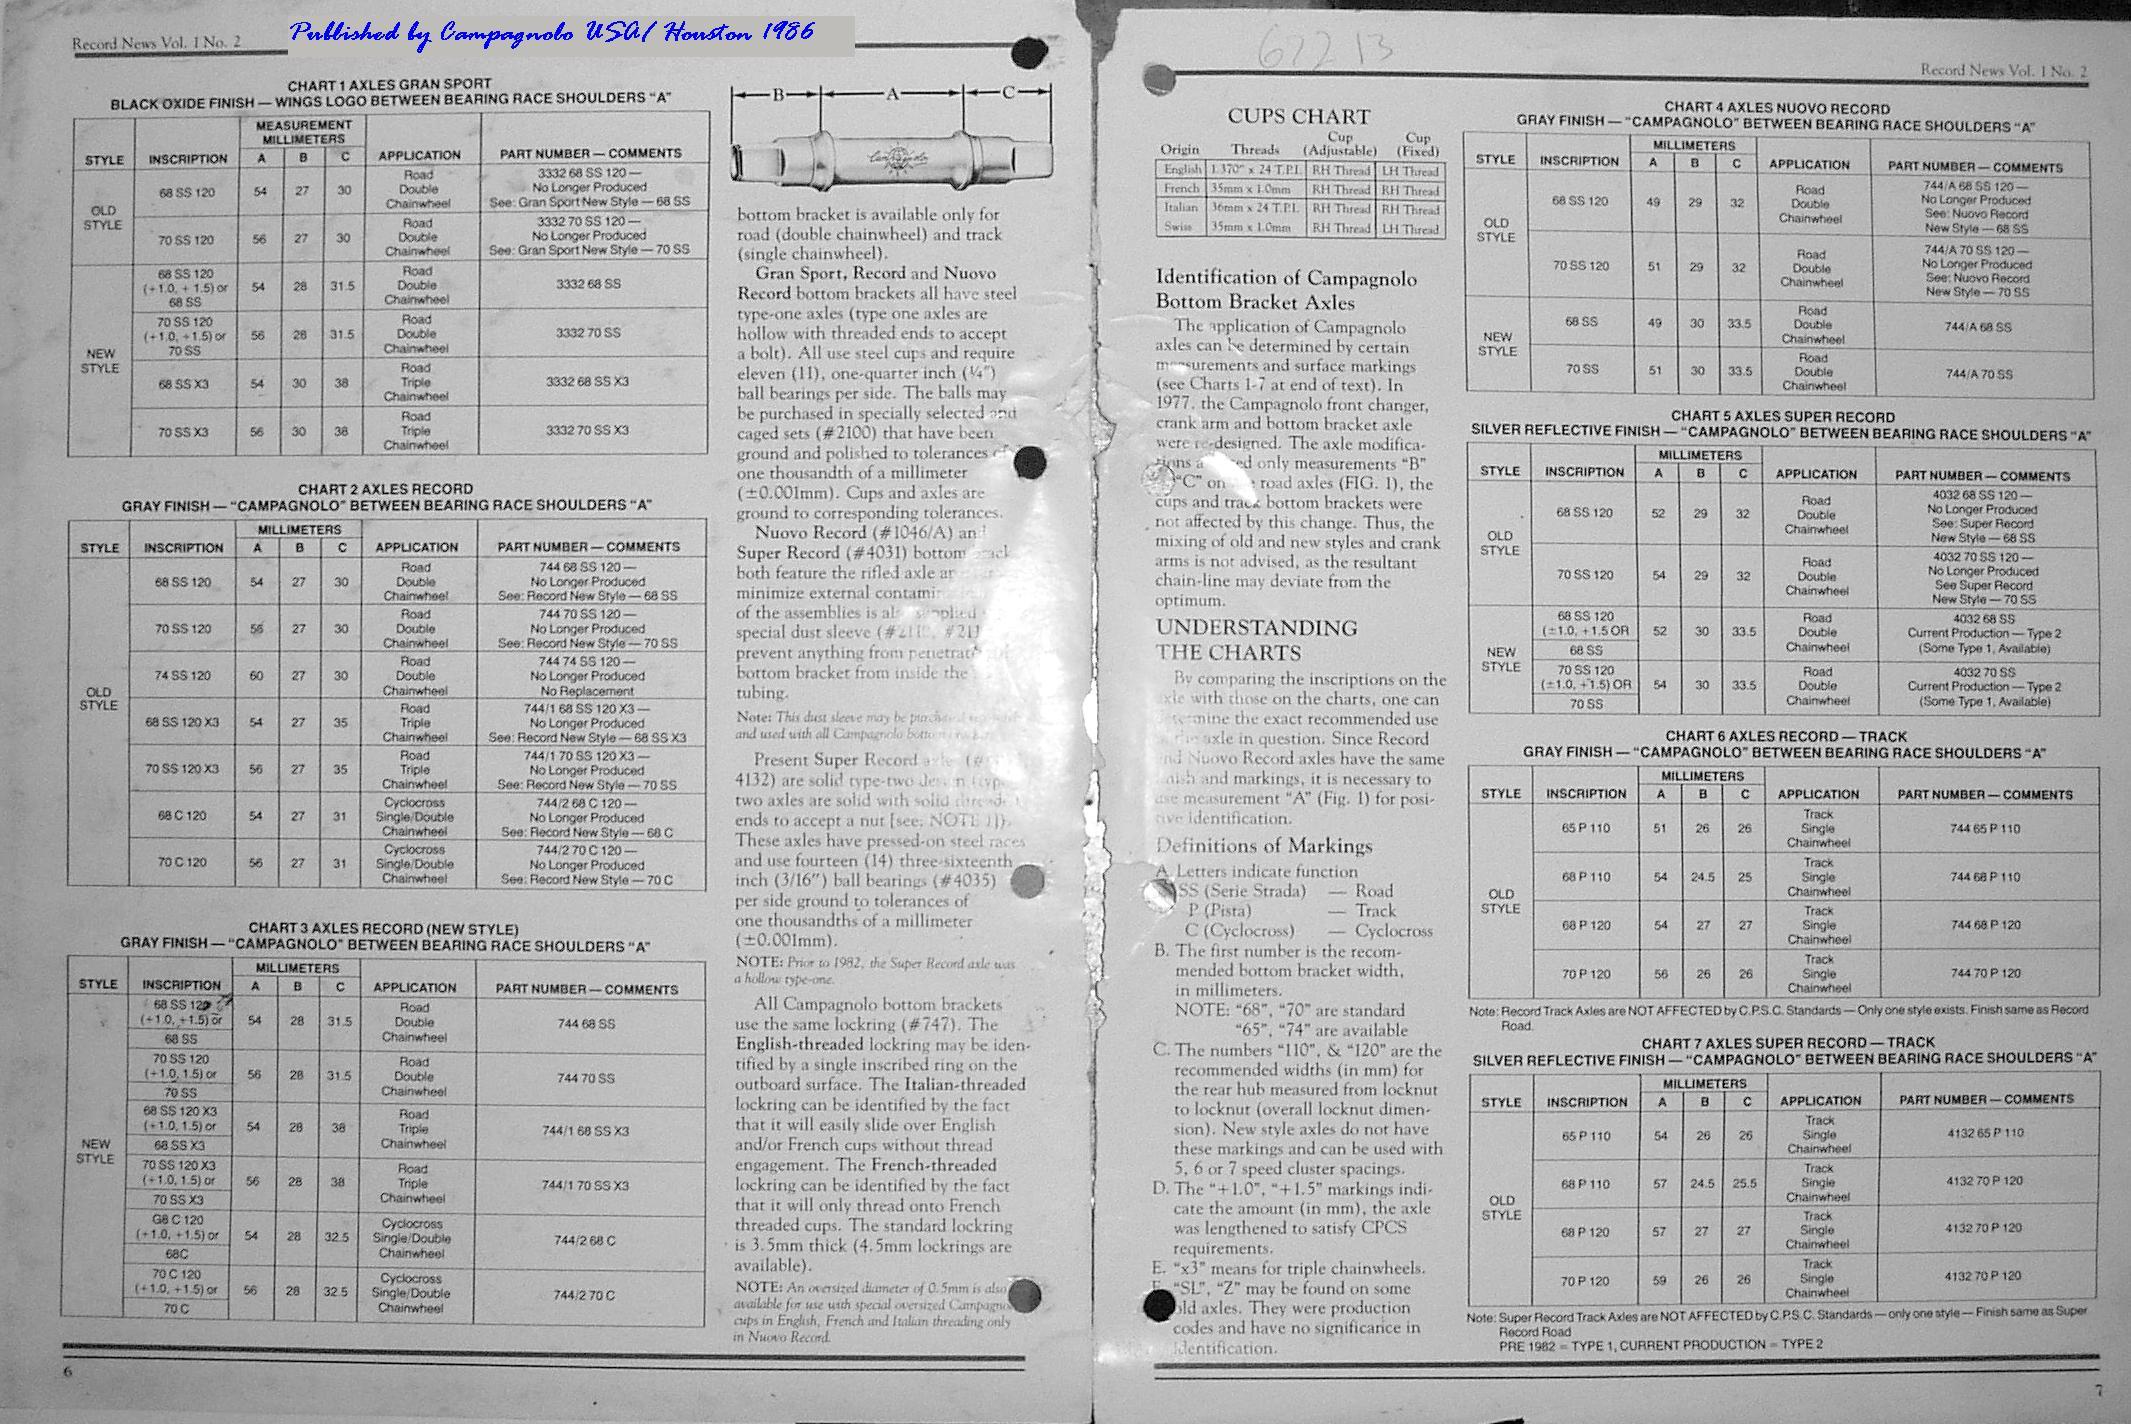 Published by Campagnolo USA/ Houston 1986
Record News Vol. 1 No. 2
CHART 1 AXLES GRAN SPORT
BLACK OXIDE FINISH — WINGS LOGO BETWEEN BEARING RACE SHOULDERS "A"
STYLE INSCRIPTION MEASUREMENT MILLIMETERS A B C APPLICATION PART NUMBER — COMMENTS
OLD STYLE
68 SS 120 54 27 30 Road Double Chainwheel 3332 68 SS 120 — No Longer Produced See: Gran Sport New Style — 68 SS
70 SS 120 56 27 30 Road Double Chainwheel 3332 70 SS 120 — No Longer Produced See: Gran Sport New Style — 70 SS
NEW STYLE
68 SS 120 (+1.0, + 1.5) or 68 SS 54 28 31.5 Road Double Chainwheel 3332 68 SS
70 SS 120 (+1.0, +1.5) or 70 SS 56 28 31.5 Road Double Chainwheel 3332 70 SS
68 SS X3 54 30 38 Road Triple Chainwheel 3332 68 SS X3
70 SS X3 56 30 38 Road Triple Chainwheel 3332 70 SS X3
CHART 2 AXLES RECORD
GRAY FINISH — "CAMPAGNOLO" BETWEEN BEARING RACE SHOULDERS "A"
STYLE INSCRIPTION MILLIMETERS A B C APPLICATION PART NUMBER — COMMENTS
OLD STYLE
68 SS 120 54 27 30 Road Double Chainwheel 744 68 SS 120 — No Longer Produced See: Record New Style — 68 SS
70 SS 120 56 27 30 Road Double Chainwheel 744 70 SS 120 — No Longer Produced See: Record New Style — 70 SS
74 SS 120 60 27 30 Road Double Chainwheel 744 74 SS 120 — No Longer Produced No Replacement
68 SS 120 X3 54 27 35 Road Triple Chainwheel 744/1 68 SS 120 X3 — No Longer Produced See: Record New Style — 68 SS X3
70 SS 120 X3 56 27 35 Road Triple Chainwheel 744/1 70 SS 120 X3 — No Longer Produced See: Record New Style — 70 SS
68 C 120 54 27 31 Cyclocross Single/Double Chainwheel 744/2 68 C 120 — No Longer Produced See: Record New Style — 68 C
70 C 120 56 27 31 Cyclocross Single/Double Chainwheel 744/2 70 C 120 — No Longer Produced See: Record New Style — 70 C
CHART 3 AXLES RECORD (NEW STYLE)
GRAY FINISH — "CAMPAGNOLO" BETWEEN BEARING RACE SHOULDERS "A"
STYLE INSCRIPTION MILLIMETERS A B C APPLICATION PART NUMBER — COMMENTS
NEW STYLE
68 SS 120 (+1.0, +1.5) or 68 SS 54 28 31.5 Road Double Chainwheel 744 68 SS
70 SS 120 (+1.0, 1.5) or 70 SS 56 28 31.5 Road Double Chainwheel 744 70 SS
68 SS 120 X3 (+1.0, 1.5) or 68 SS X3 54 28 38 Road Triple Chainwheel 744/1 68 SS X3
70 SS 120 X3 (+1.0, 1.5) or 70 SS X3 56 28 38 Road Triple Chainwheel 744/1 70 SS X3
G8 C 120 (+1.0, +1.5) or 68C 54 28 32.5 Cyclocross Single/Double Chainwheel 744/2 68 C
70 C 120 (+1.0, +1.5) or 70 C 56 28 32.5 Cyclocross Single/Double Chainwheel 744/2 70 C
6
B A C
Campagnolo
bottom bracket is available only for
road (double chainwheel) and track
(single chainwheel).
Gran Sport, Record and Nuovo
Record bottom brackets all have steel
type-one axles (type one axles are
hollow with threaded ends to accept
a bolt). All use steel cups and require
eleven (11), one-quarter inch (¼")
ball bearings per side. The balls may
be purchased in specially selected and
caged sets (#2100) that have been
ground and polished to tolerances
one thousandth of a millimeter
(±0.001mm). Cups and axles are
ground to corresponding tolerances.
Nuovo Record (#1046/A) and
Super Record (#4031) bottom
both feature the rifled axle
minimize external
of the assemblies is supplied
special dust sleeve
prevent anything from
bottom bracket from inside the
tubing.
Note: This dust sleeve may be
and used with all Campagnolo
Present Super Record
4132) are solid type-two design
two axles are solid with solid
ends to accept a nut [see: NOTE 1]).
These axles have pressed-on steel races
and use fourteen (14) three-sixteenth
inch (3/16") ball bearings (#4035)
per side ground to tolerances of
one thousandths of a millimeter
(±0.001mm).
NOTE: Prior to 1982, the Super Record axle was
a hollow type-one.
All Campagnolo bottom brackets
use the same lockring (#747). The
English-threaded lockring may be iden-
tified by a single inscribed ring on the
outboard surface. The Italian-threaded
lockring can be identified by the fact
that it will easily slide over English
and/or French cups without thread
engagement. The French-threaded
lockring can be identified by the fact
that it will only thread onto French
threaded cups. The standard lockring
is 3.5mm thick (4.5mm lockrings are
available).
NOTE: An oversized diameter of 0.5mm is also
available for use with special oversized
cups in English, French and Italian threading only
in Nuovo Record.
622 13
Record News Vol. 1 No. 2
CUPS CHART
Origin Threads Cup (Adjustable) Cup (Fixed)
English 1.370" x 24 T.P.I. RH Thread LH Thread
French 35mm x 1.0mm RH Thread RH Thread
Italian 36mm x 24 T.P.I. RH Thread RH Thread
Swiss 35mm x 1.0mm RH Thread LH Thread
Identification of Campagnolo
Bottom Bracket Axles
The application of Campagnolo
axles can be determined by certain
measurements and surface markings
(see Charts 1-7 at end of text). In
1977, the Campagnolo front changer,
crank arm and bottom bracket axle
were re-designed. The axle modifica-
tions only measurements "B"
"C" on road axles (FIG. 1), the
cups and track bottom brackets were
not affected by this change. Thus, the
mixing of old and new styles and crank
arms is not advised, as the resultant
chain-line may deviate from the
optimum.
UNDERSTANDING
THE CHARTS
By comparing the inscriptions on the
axle with those on the charts, one can
determine the exact recommended use
axle in question. Since Record
and Nuovo Record axles have the same
finish and markings, it is necessary to
use measurement "A" (Fig. 1) for posi-
tive identification.
Definitions of Markings
A. Letters indicate function
SS (Serie Strada) — Road
P (Pista) — Track
C (Cyclocross) — Cyclocross
B. The first number is the recom-
mended bottom bracket width,
in millimeters.
NOTE: "68", "70" are standard
"65", "74" are available
C. The numbers "110", & "120" are the
recommended widths (in mm) for
the rear hub measured from locknut
to locknut (overall locknut dimen-
sion). New style axles do not have
these markings and can be used with
5, 6 or 7 speed cluster spacings.
D. The "+1.0", "+1.5" markings indi-
cate the amount (in mm), the axle
was lengthened to satisfy CPCS
requirements.
E. "x3" means for triple chainwheels.
F. "SL", "Z" may be found on some
old axles. They were production
codes and have no significance in
identification.
CHART 4 AXLES NUOVO RECORD
GRAY FINISH — "CAMPAGNOLO" BETWEEN BEARING RACE SHOULDERS "A"
STYLE INSCRIPTION MILLIMETERS A B C APPLICATION PART NUMBER — COMMENTS
OLD STYLE
68 SS 120 49 29 32 Road Double Chainwheel 744/A 68 SS 120 — No Longer Produced See: Nuovo Record New Style — 68 SS
70 SS 120 51 29 32 Road Double Chainwheel 744/A 70 SS 120 — No Longer Produced See: Nuovo Record New Style — 70 SS
NEW STYLE
68 SS 49 30 33.5 Road Double Chainwheel 744/A 68 SS
70 SS 51 30 33.5 Road Double Chainwheel 744/A 70 SS
CHART 5 AXLES SUPER RECORD
SILVER REFLECTIVE FINISH — "CAMPAGNOLO" BETWEEN BEARING RACE SHOULDERS "A"
STYLE INSCRIPTION MILLIMETERS A B C APPLICATION PART NUMBER — COMMENTS
OLD STYLE
68 SS 120 52 29 32 Road Double Chainwheel 4032 68 SS 120 — No Longer Produced See: Super Record New Style — 68 SS
70 SS 120 54 29 32 Road Double Chainwheel 4032 70 SS 120 — No Longer Produced See Super Record New Style — 70 SS
NEW STYLE
68 SS 120 (±1.0, +1.5 OR 68 SS 52 30 33.5 Road Double Chainwheel 4032 68 SS Current Production — Type 2 (Some Type 1, Available)
70 SS 120 (±1.0, +1.5) OR 70 SS 54 30 33.5 Road Double Chainwheel 4032 70 SS Current Production — Type 2 (Some Type 1, Available)
CHART 6 AXLES RECORD — TRACK
GRAY FINISH — "CAMPAGNOLO" BETWEEN BEARING RACE SHOULDERS "A"
STYLE INSCRIPTION MILLIMETERS A B C APPLICATION PART NUMBER — COMMENTS
OLD STYLE
65 P 110 51 26 26 Track Single Chainwheel 744 65 P 110
68 P 110 54 24.5 25 Track Single Chainwheel 744 68 P 110
68 P 120 54 27 27 Track Single Chainwheel 744 68 P 120
70 P 120 56 26 26 Track Single Chainwheel 744 70 P 120
Note: Record Track Axles are NOT AFFECTED by C.P.S.C. Standards — Only one style exists. Finish same as Record
Road.
CHART 7 AXLES SUPER RECORD — TRACK
SILVER REFLECTIVE FINISH — "CAMPAGNOLO" BETWEEN BEARING RACE SHOULDERS "A"
STYLE INSCRIPTION MILLIMETERS A B C APPLICATION PART NUMBER — COMMENTS
OLD STYLE
65 P 110 54 26 26 Track Single Chainwheel 4132 65 P 110
68 P 110 57 24.5 25.5 Track Single Chainwheel 4132 70 P 120
68 P 120 57 27 27 Track Single Chainwheel 4132 70 P 120
70 P 120 59 26 26 Track Single Chainwheel 4132 70 P 120
Note: Super Record Track Axles are NOT AFFECTED by C.P.S.C. Standards — only one style — Finish same as Super
Record Road
PRE 1982 = TYPE 1, CURRENT PRODUCTION = TYPE 2
7